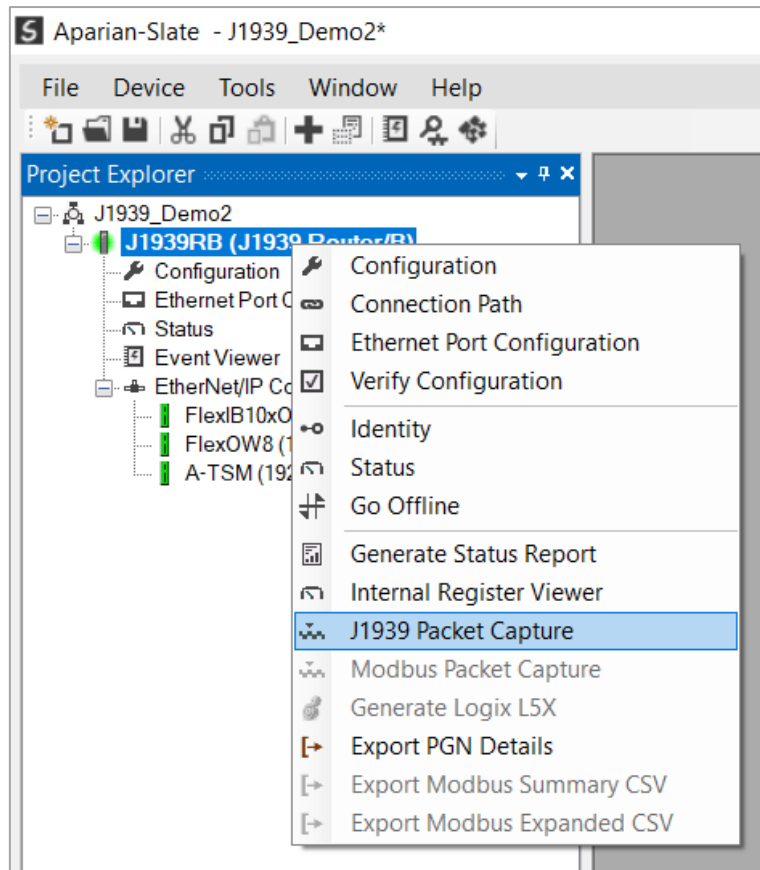 Aparian-Slate - J1939_Demo2*
File Device Tools Window Help
Project Explorer
J1939_Demo2
J1939RB (J1939 Router/B)
Configuration
Ethernet Port C
Status
Event Viewer
EtherNet/IP Co
FlexIB10xO
FlexOW8 (1
A-TSM (192
Configuration
Connection Path
Ethernet Port Configuration
Verify Configuration
Identity
Status
Go Offline
Generate Status Report
Internal Register Viewer
J1939 Packet Capture
Modbus Packet Capture
Generate Logix L5X
Export PGN Details
Export Modbus Summary CSV
Export Modbus Expanded CSV